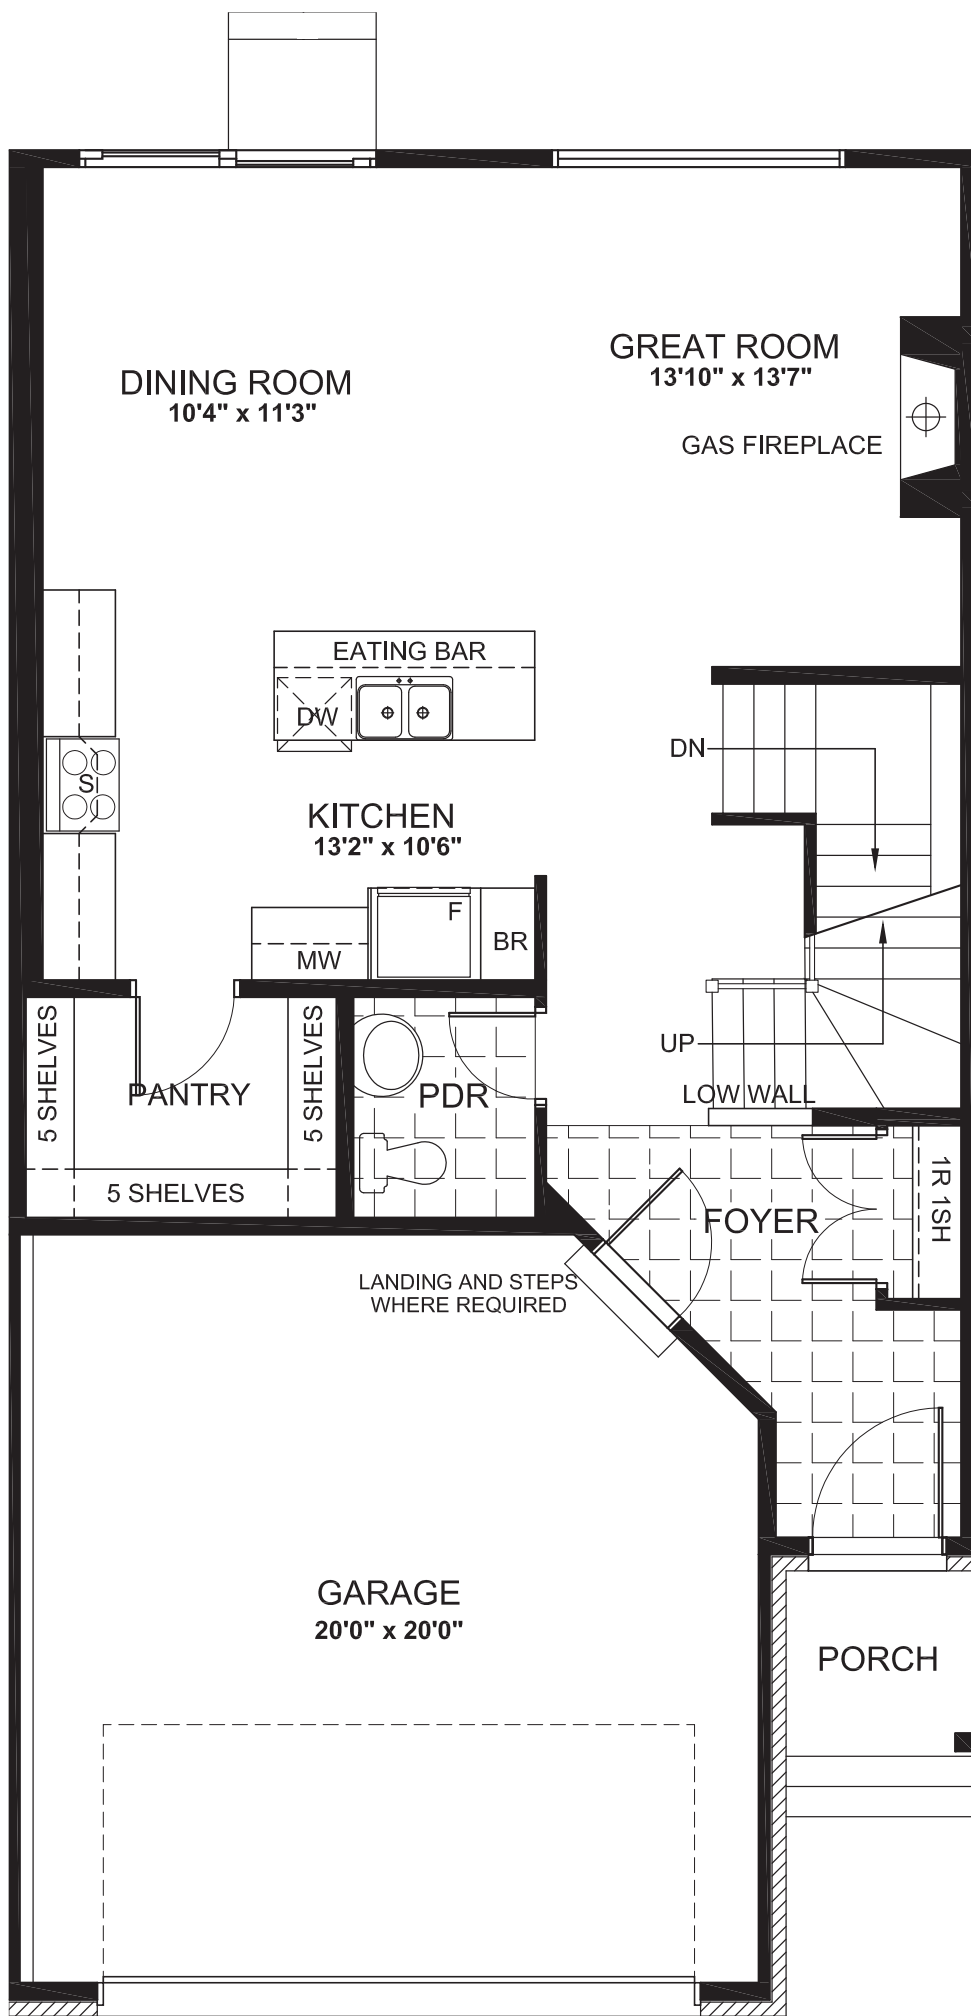 GREAT ROOM
13'10" x 13'7"
DINING ROOM
10'4" x 11'3"
GAS FIREPLACE
EATING BAR
DW
DN
S
KITCHEN
13'2" x 10'6"
F
BR
MW
5 SHELVES
5 SHELVES
UP
PANTRY
PDR
LOW WALL
5 SHELVES
FOYER
1R 1SH
LANDING AND STEPS
WHERE REQUIRED
GARAGE
20'0" x 20'0"
PORCH